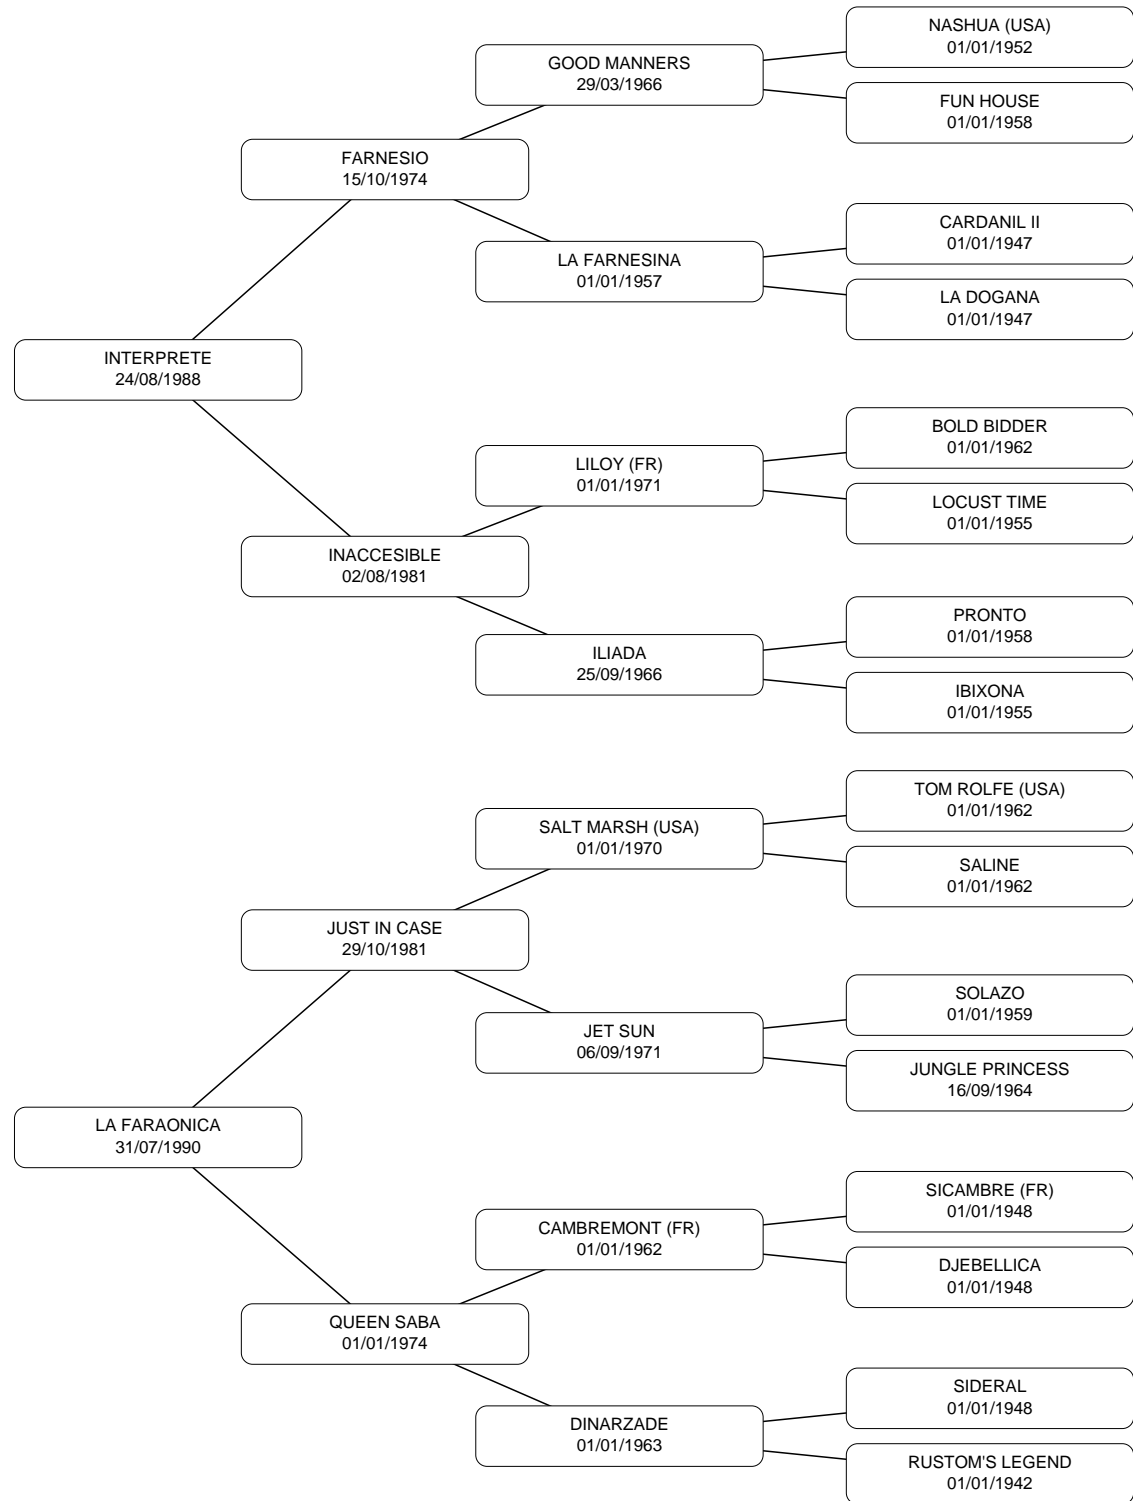 NASHUA (USA)
01/01/1952
GOOD MANNERS
29/03/1966
FUN HOUSE
01/01/1958
FARNESIO
15/10/1974
CARDANIL II
01/01/1947
LA FARNESINA
01/01/1957
LA DOGANA
01/01/1947
INTERPRETE
24/08/1988
BOLD BIDDER
01/01/1962
LILOY (FR)
01/01/1971
LOCUST TIME
01/01/1955
INACCESIBLE
02/08/1981
PRONTO
01/01/1958
ILIADA
25/09/1966
IBIXONA
01/01/1955
TOM ROLFE (USA)
01/01/1962
SALT MARSH (USA)
01/01/1970
SALINE
01/01/1962
JUST IN CASE
29/10/1981
SOLAZO
01/01/1959
JET SUN
06/09/1971
JUNGLE PRINCESS
16/09/1964
LA FARAONICA
31/07/1990
SICAMBRE (FR)
01/01/1948
CAMBREMONT (FR)
01/01/1962
DJEBELLICA
01/01/1948
QUEEN SABA
01/01/1974
SIDERAL
01/01/1948
DINARZADE
01/01/1963
RUSTOM'S LEGEND
01/01/1942